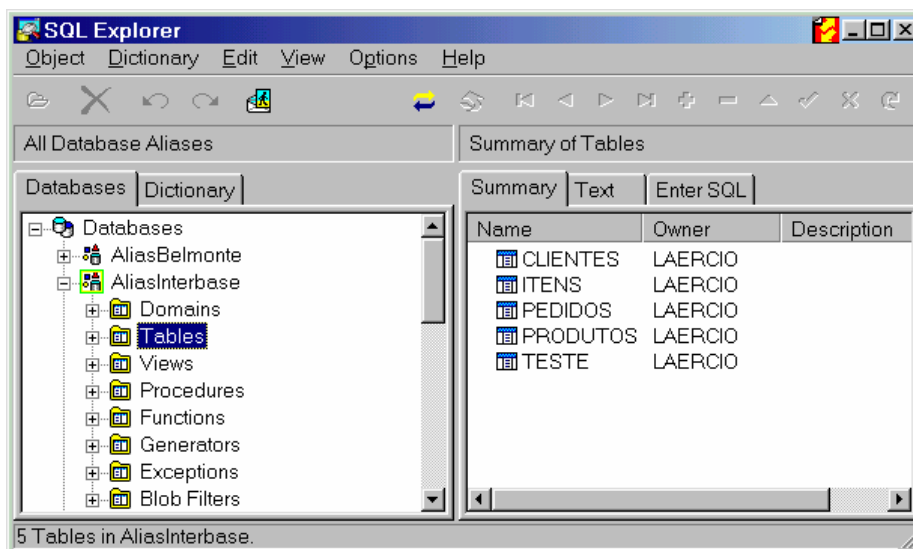 SQL Explorer
Object Dictionary Edit View Options Help
All Database Aliases
Summary of Tables
Databases Dictionary
Summary Text Enter SQL
Databases
AliasBelmonte
AliasInterbase
Domains
Tables
Views
Procedures
Functions
Generators
Exceptions
Blob Filters
Name Owner Description
CLIENTES LAERCIO
ITENS LAERCIO
PEDIDOS LAERCIO
PRODUTOS LAERCIO
TESTE LAERCIO
5 Tables in AliasInterbase.